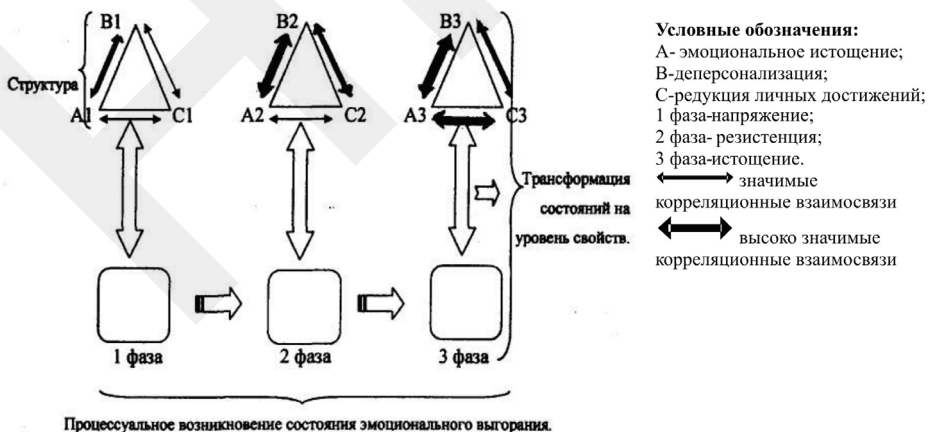 B1
B2
B3
Структура
A1
C1
A2
C2
A3
C3
Трансформация
состояний на
уровень свойств.
1 фаза
2 фаза
3 фаза
Процессуальное возникновение состояния эмоционального выгорания.
Условные обозначения:
А- эмоциональное истощение;
В-деперсонализация;
С-редукция личных достижений;
1 фаза-напряжение;
2 фаза- резистенция;
3 фаза-истощение.
значимые
корреляционные взаимосвязи
высоко значимые
корреляционные взаимосвязи